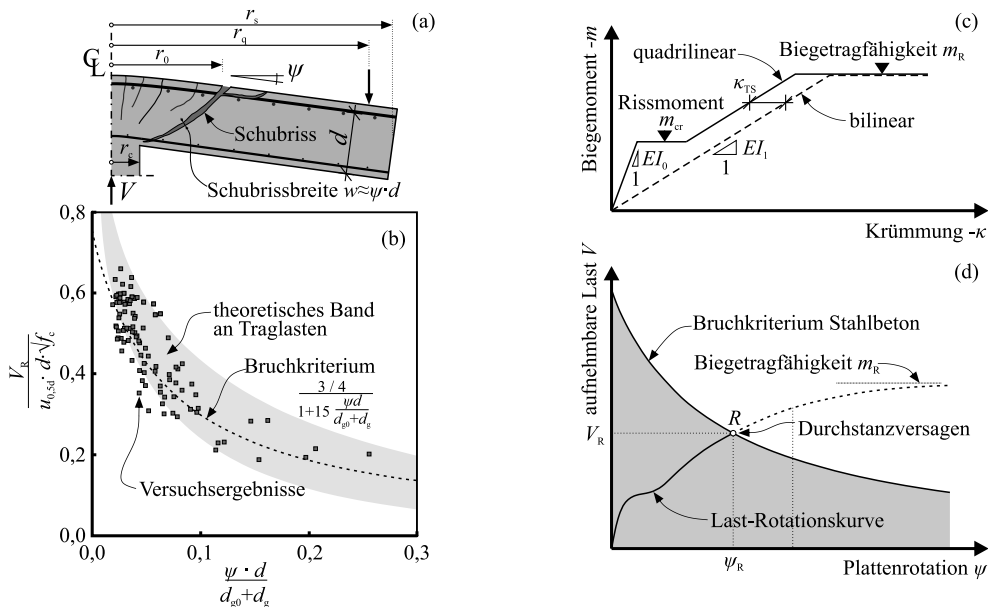 (a)
r_s
r_q
r_0
ψ
C L
Schubriss
d
r_c
Schubrissbreite w≈ψ·d
V
(b)
0,8
0,6
0,4
0,2
0,0
V_R
u_0,5d · d·√f_c
theoretisches Band
an Traglasten
Bruchkriterium
3 / 4
1+15 ψd
d_g0+d_g
Versuchsergebnisse
0,0 0,1 0,2 0,3
ψ · d
d_g0+d_g
(c)
Biegemoment -m
quadrilinear
Biegetragfähigkeit m_R
κ_TS
Rissmoment
m_cr
bilinear
EI_0
1
EI_1
1
Krümmung -κ
(d)
aufnehmbare Last V
Bruchkriterium Stahlbeton
Biegetragfähigkeit m_R
R
V_R
Durchstanzversagen
Last-Rotationskurve
ψ_R
Plattenrotation ψ